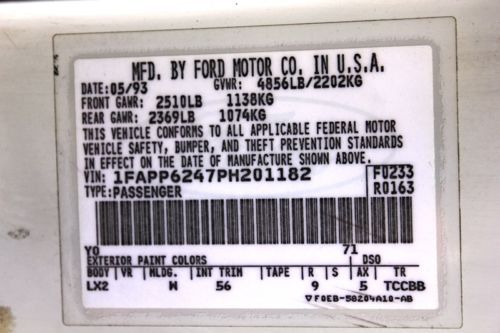 MFD. BY FORD MOTOR CO. IN U.S.A.
DATE: 05/93 GVWR: 4856LB/2202KG
FRONT GAWR: 2510LB 1138KG
REAR GAWR: 2369LB 1074KG
THIS VEHICLE CONFORMS TO ALL APPLICABLE FEDERAL MOTOR
VEHICLE SAFETY, BUMPER, AND THEFT PREVENTION STANDARDS
IN EFFECT ON THE DATE OF MANUFACTURE SHOWN ABOVE.
VIN: 1FAPP6247PH201182 F0233
TYPE: PASSENGER R0163
YO 71
EXTERIOR PAINT COLORS DSO
BODY VR MLDG. INT TRIM TAPE R S AX TR
LX2 W 56 9 5 TCCBB
▽F0EB-58204A10-AB